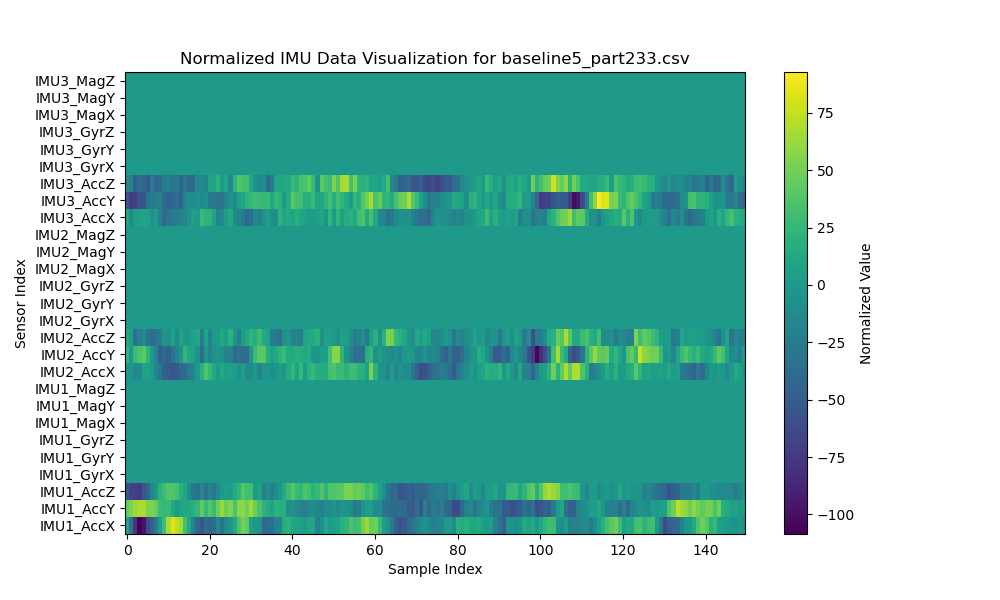 Normalized IMU Data Visualization for baseline5_part233.csv
IMU3_MagZ
IMU3_MagY
IMU3_MagX
IMU3_GyrZ
IMU3_GyrY
IMU3_GyrX
IMU3_AccZ
IMU3_AccY
IMU3_AccX
IMU2_MagZ
IMU2_MagY
IMU2_MagX
IMU2_GyrZ
IMU2_GyrY
IMU2_GyrX
IMU2_AccZ
IMU2_AccY
IMU2_AccX
IMU1_MagZ
IMU1_MagY
IMU1_MagX
IMU1_GyrZ
IMU1_GyrY
IMU1_GyrX
IMU1_AccZ
IMU1_AccY
IMU1_AccX
Sensor Index
0 20 40 60 80 100 120 140
Sample Index
75
50
25
0
−25
−50
−75
−100
Normalized Value